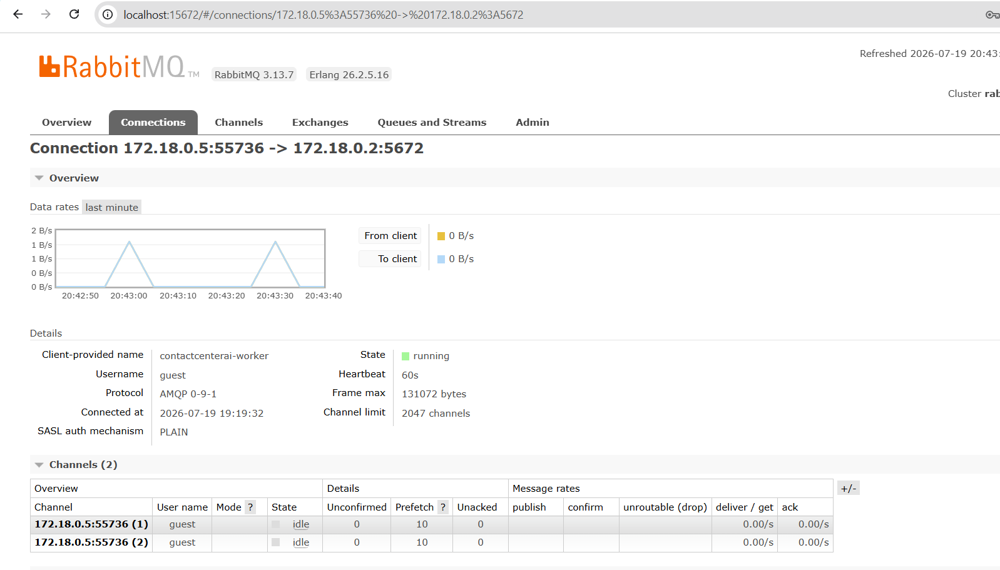 localhost:15672/#/connections/172.18.0.5%3A55736%20->%20172.18.0.2%3A5672
Refreshed 2026-07-19 20:43:
RabbitMQ TM RabbitMQ 3.13.7 Erlang 26.2.5.16
Cluster rab
Overview Connections Channels Exchanges Queues and Streams Admin
Connection 172.18.0.5:55736 -> 172.18.0.2:5672
Overview
Data rates last minute
2 B/s
1 B/s
1 B/s
0 B/s
0 B/s
20:42:50 20:43:00 20:43:10 20:43:20 20:43:30 20:43:40
From client 0 B/s
To client 0 B/s
Details
Client-provided name contactcenterai-worker
Username guest
Protocol AMQP 0-9-1
Connected at 2026-07-19 19:19:32
SASL auth mechanism PLAIN
State running
Heartbeat 60s
Frame max 131072 bytes
Channel limit 2047 channels
Channels (2)
Overview Details Message rates +/-
Channel User name Mode ? State Unconfirmed Prefetch ? Unacked publish confirm unroutable (drop) deliver / get ack
172.18.0.5:55736 (1) guest idle 0 10 0 0.00/s 0.00/s
172.18.0.5:55736 (2) guest idle 0 10 0 0.00/s 0.00/s